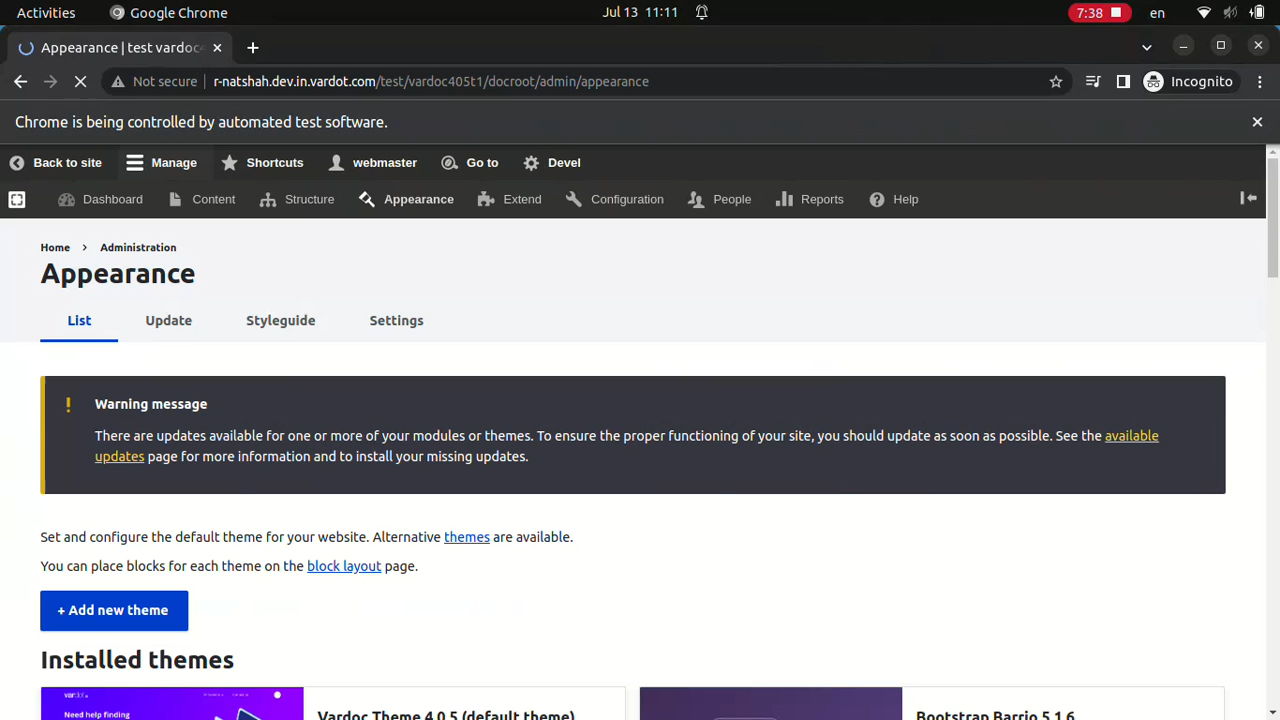 Activities
Google Chrome
Jul 13 11:11
7:38
en
Appearance | test vardoc
Not secure
r-natshah.dev.in.vardot.com/test/vardoc405t1/docroot/admin/appearance
Incognito
Chrome is being controlled by automated test software.
Back to site
Manage
Shortcuts
webmaster
Go to
Devel
Dashboard
Content
Structure
Appearance
Extend
Configuration
People
Reports
Help
Home
Administration
Appearance
List
Update
Styleguide
Settings
Warning message
There are updates available for one or more of your modules or themes. To ensure the proper functioning of your site, you should update as soon as possible. See the available
updates page for more information and to install your missing updates.
Set and configure the default theme for your website. Alternative themes are available.
You can place blocks for each theme on the block layout page.
+ Add new theme
Installed themes
vardot
Need help finding
Vardoc Theme 4.0.5 (default theme)
Bootstrap Barrio 5.1.6